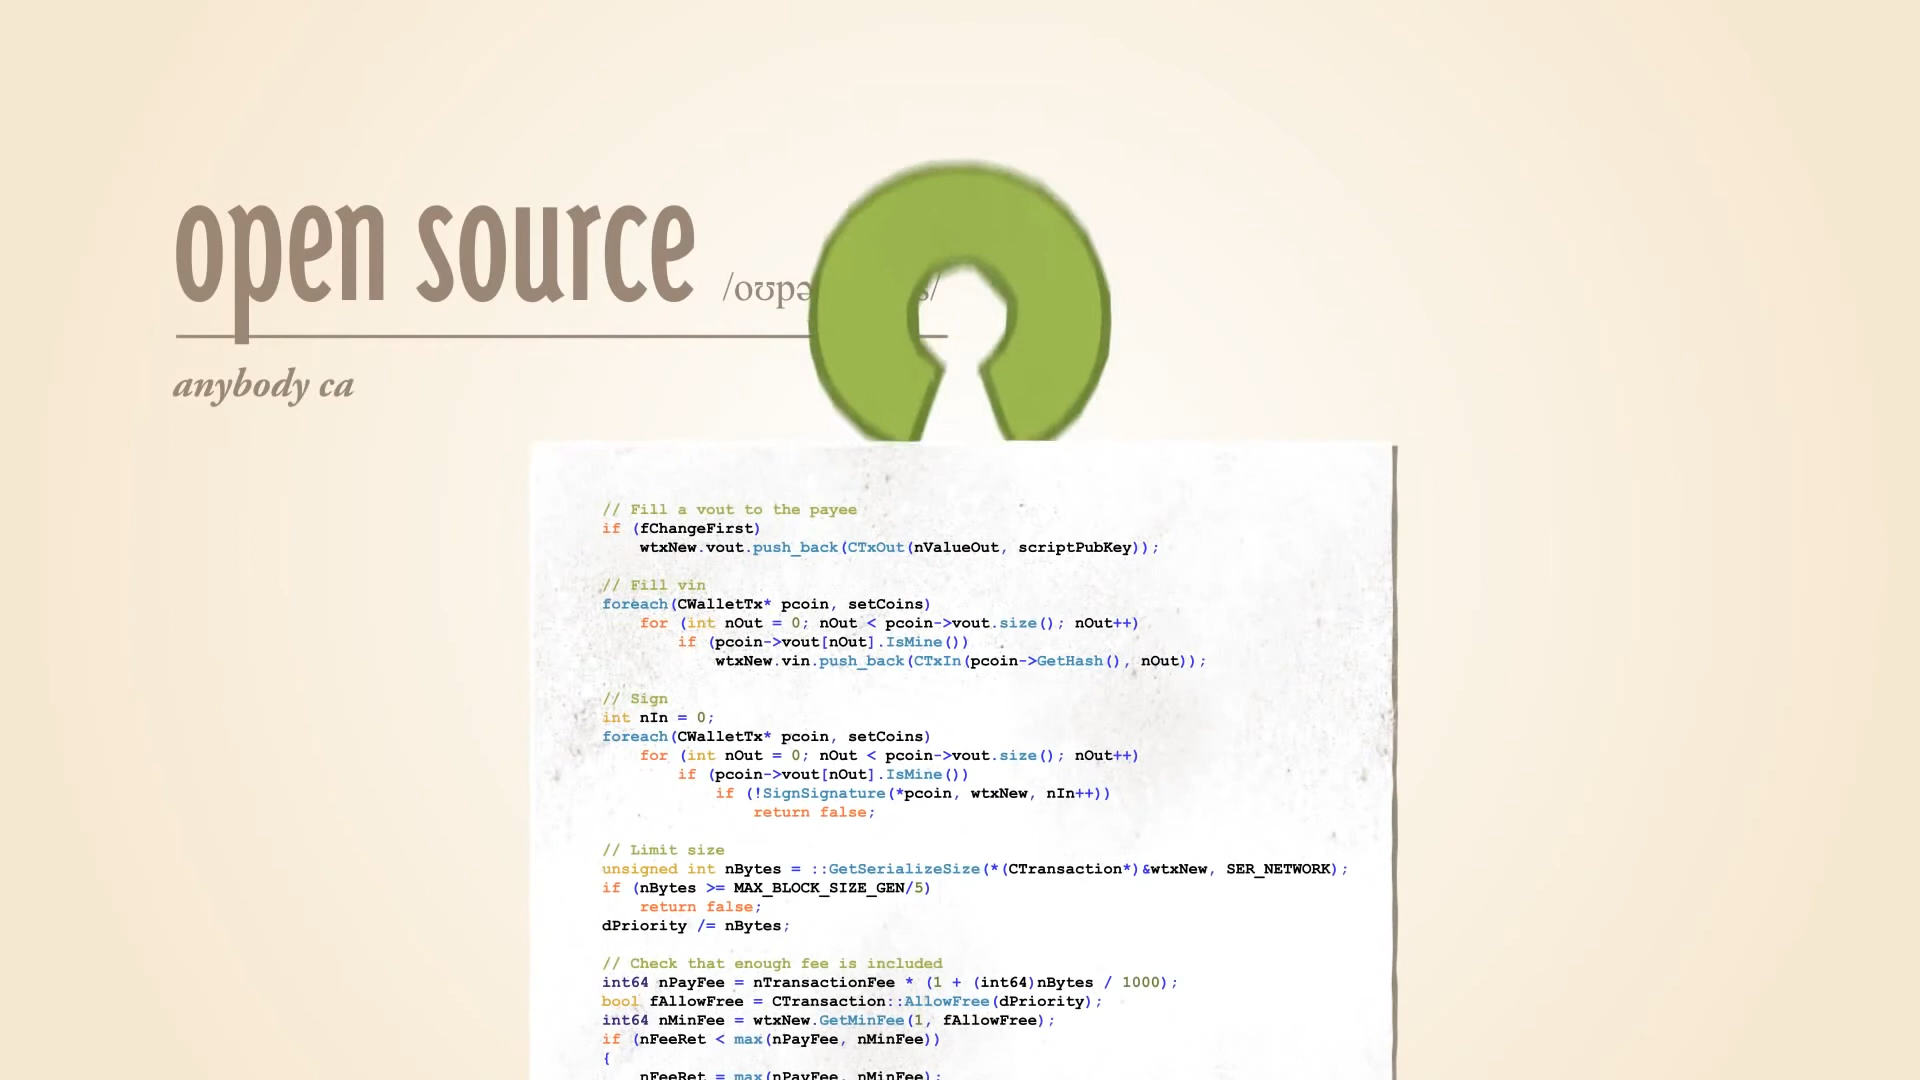 open source /oʊpə s/
anybody ca
// Fill a vout to the payee
if (fChangeFirst)
wtxNew.vout.push_back(CTxOut(nValueOut, scriptPubKey));
// Fill vin
foreach(CWalletTx* pcoin, setCoins)
for (int nOut = 0; nOut < pcoin->vout.size(); nOut++)
if (pcoin->vout[nOut].IsMine())
wtxNew.vin.push_back(CTxIn(pcoin->GetHash(), nOut));
// Sign
int nIn = 0;
foreach(CWalletTx* pcoin, setCoins)
for (int nOut = 0; nOut < pcoin->vout.size(); nOut++)
if (pcoin->vout[nOut].IsMine())
if (!SignSignature(*pcoin, wtxNew, nIn++))
return false;
// Limit size
unsigned int nBytes = ::GetSerializeSize(*(CTransaction*)&wtxNew, SER_NETWORK);
if (nBytes >= MAX_BLOCK_SIZE_GEN/5)
return false;
dPriority /= nBytes;
// Check that enough fee is included
int64 nPayFee = nTransactionFee * (1 + (int64)nBytes / 1000);
bool fAllowFree = CTransaction::AllowFree(dPriority);
int64 nMinFee = wtxNew.GetMinFee(1, fAllowFree);
if (nFeeRet < max(nPayFee, nMinFee))
{
nFeeRet = max(nPayFee, nMinFee);